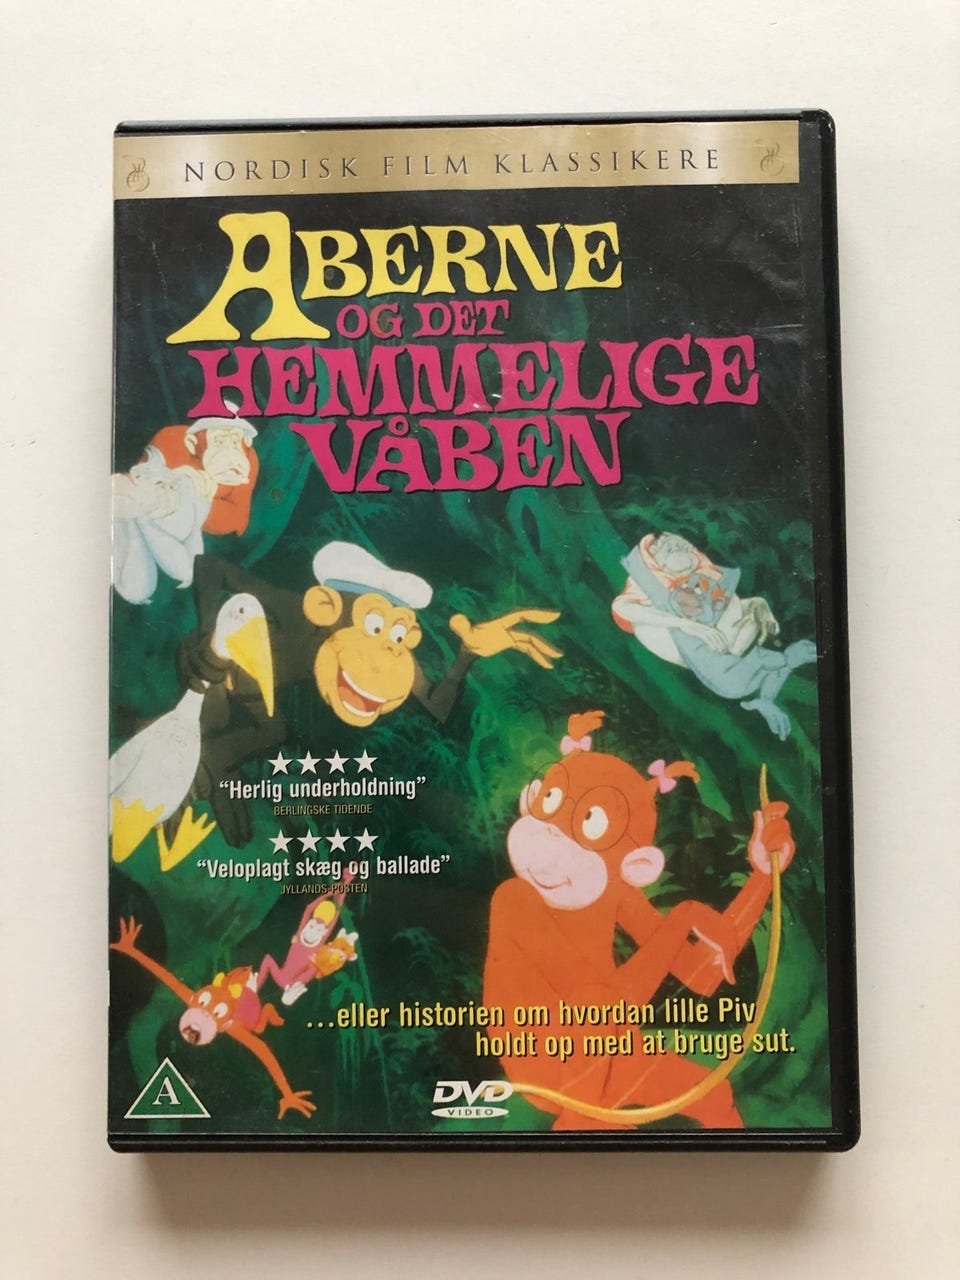 NORDISK FILM KLASSIKERE
ABERNE
OG DET
HEMMELIGE
VÅBEN
★★★★
“Herlig underholdning”
BERLINGSKE TIDENDE
★★★★
“Veloplagt skæg og ballade”
JYLLANDS-POSTEN
...eller historien om hvordan lille Piv
holdt op med at bruge sut.
A
DVD
VIDEO